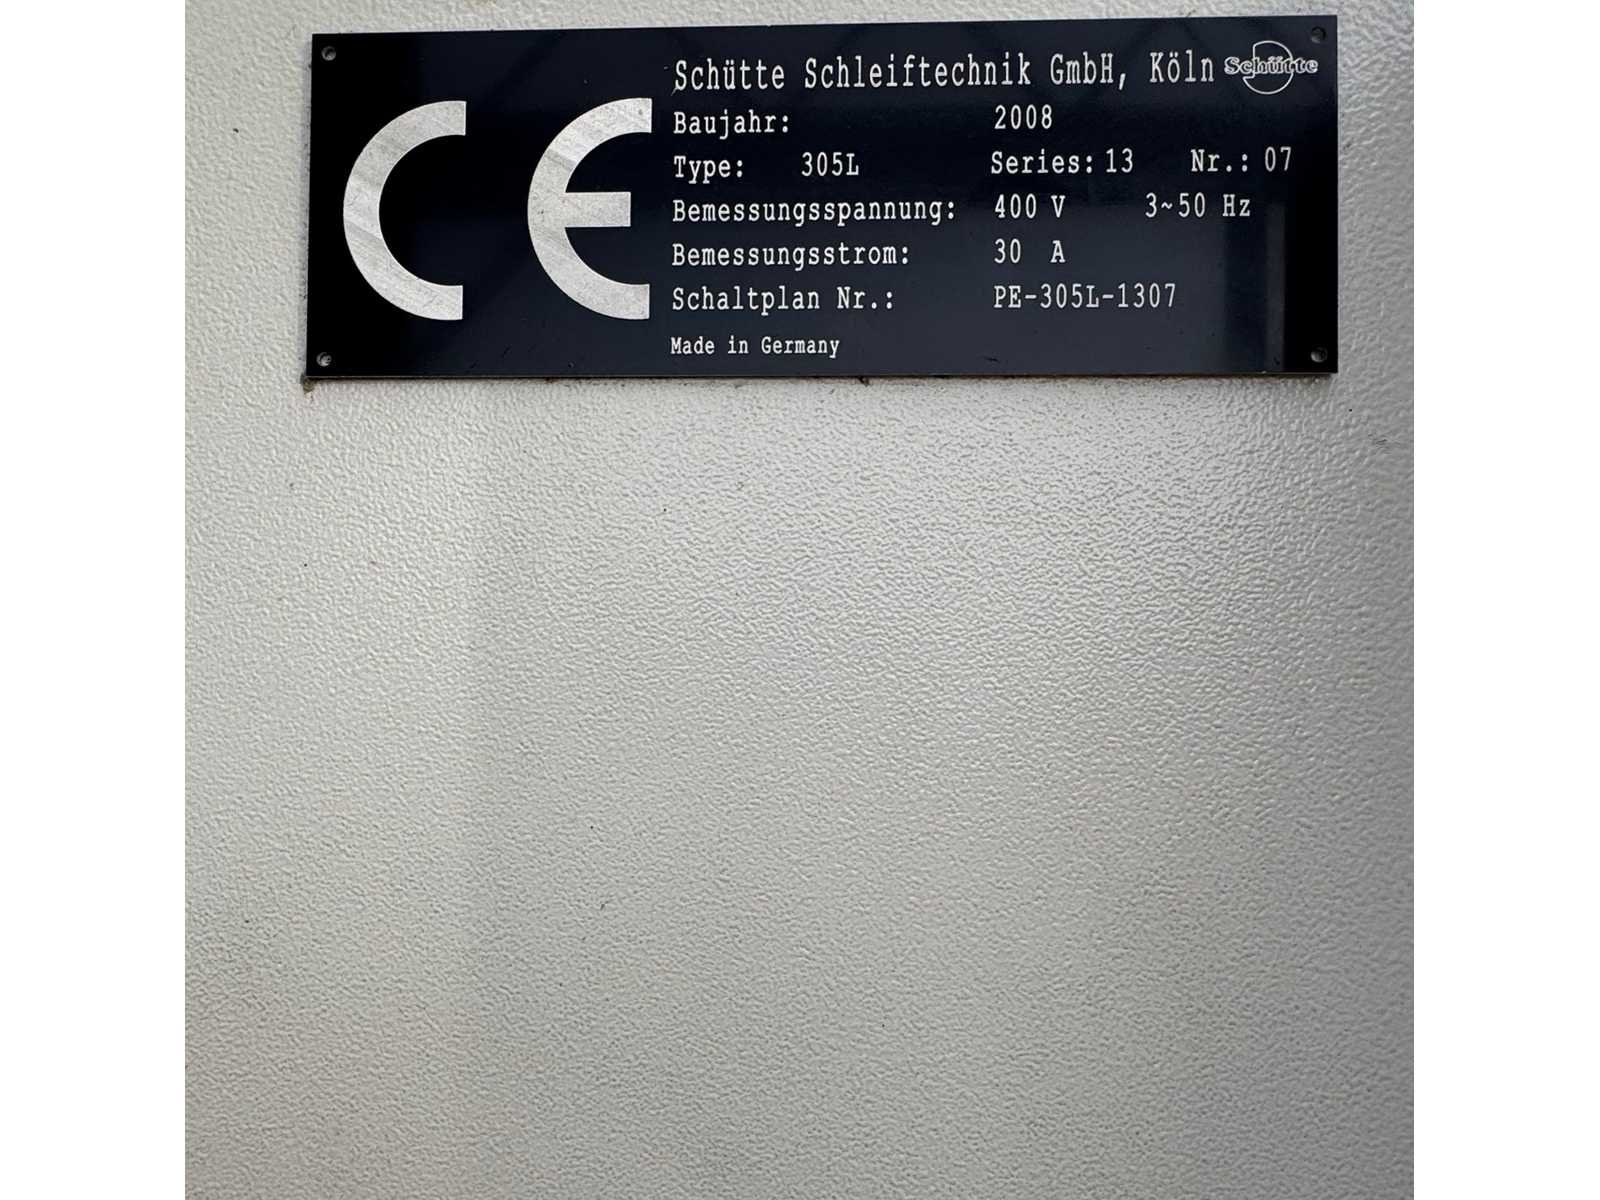 CE
Schütte Schleiftechnik GmbH, Köln Schütte
Baujahr: 2008
Type: 305L Series: 13 Nr.: 07
Bemessungsspannung: 400 V 3~50 Hz
Bemessungsstrom: 30 A
Schaltplan Nr.: PE-305L-1307
Made in Germany